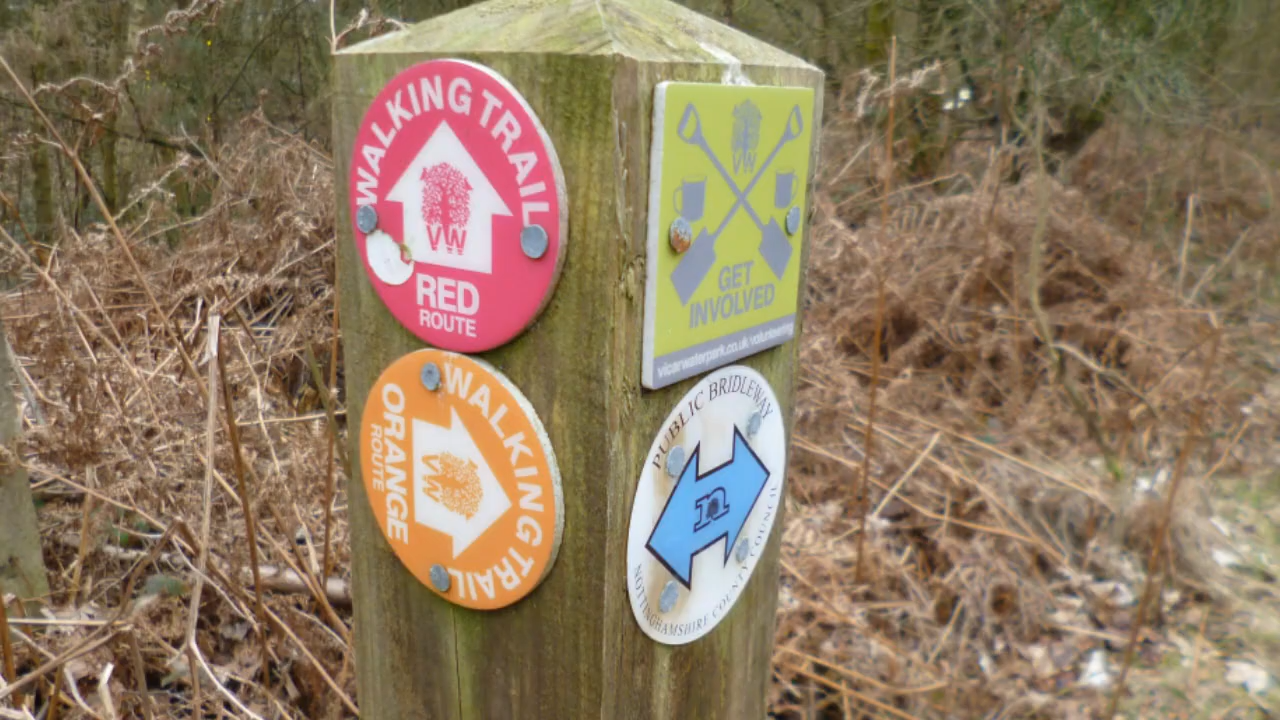 WALKING TRAIL
VW
RED
ROUTE
WALKING TRAIL
VW
ORANGE
ROUTE
VW
GET
INVOLVED
vicarwaterpark.co.uk/volunteering
PUBLIC BRIDLEWAY
n
NOTTINGHAMSHIRE COUNTY COUNCIL